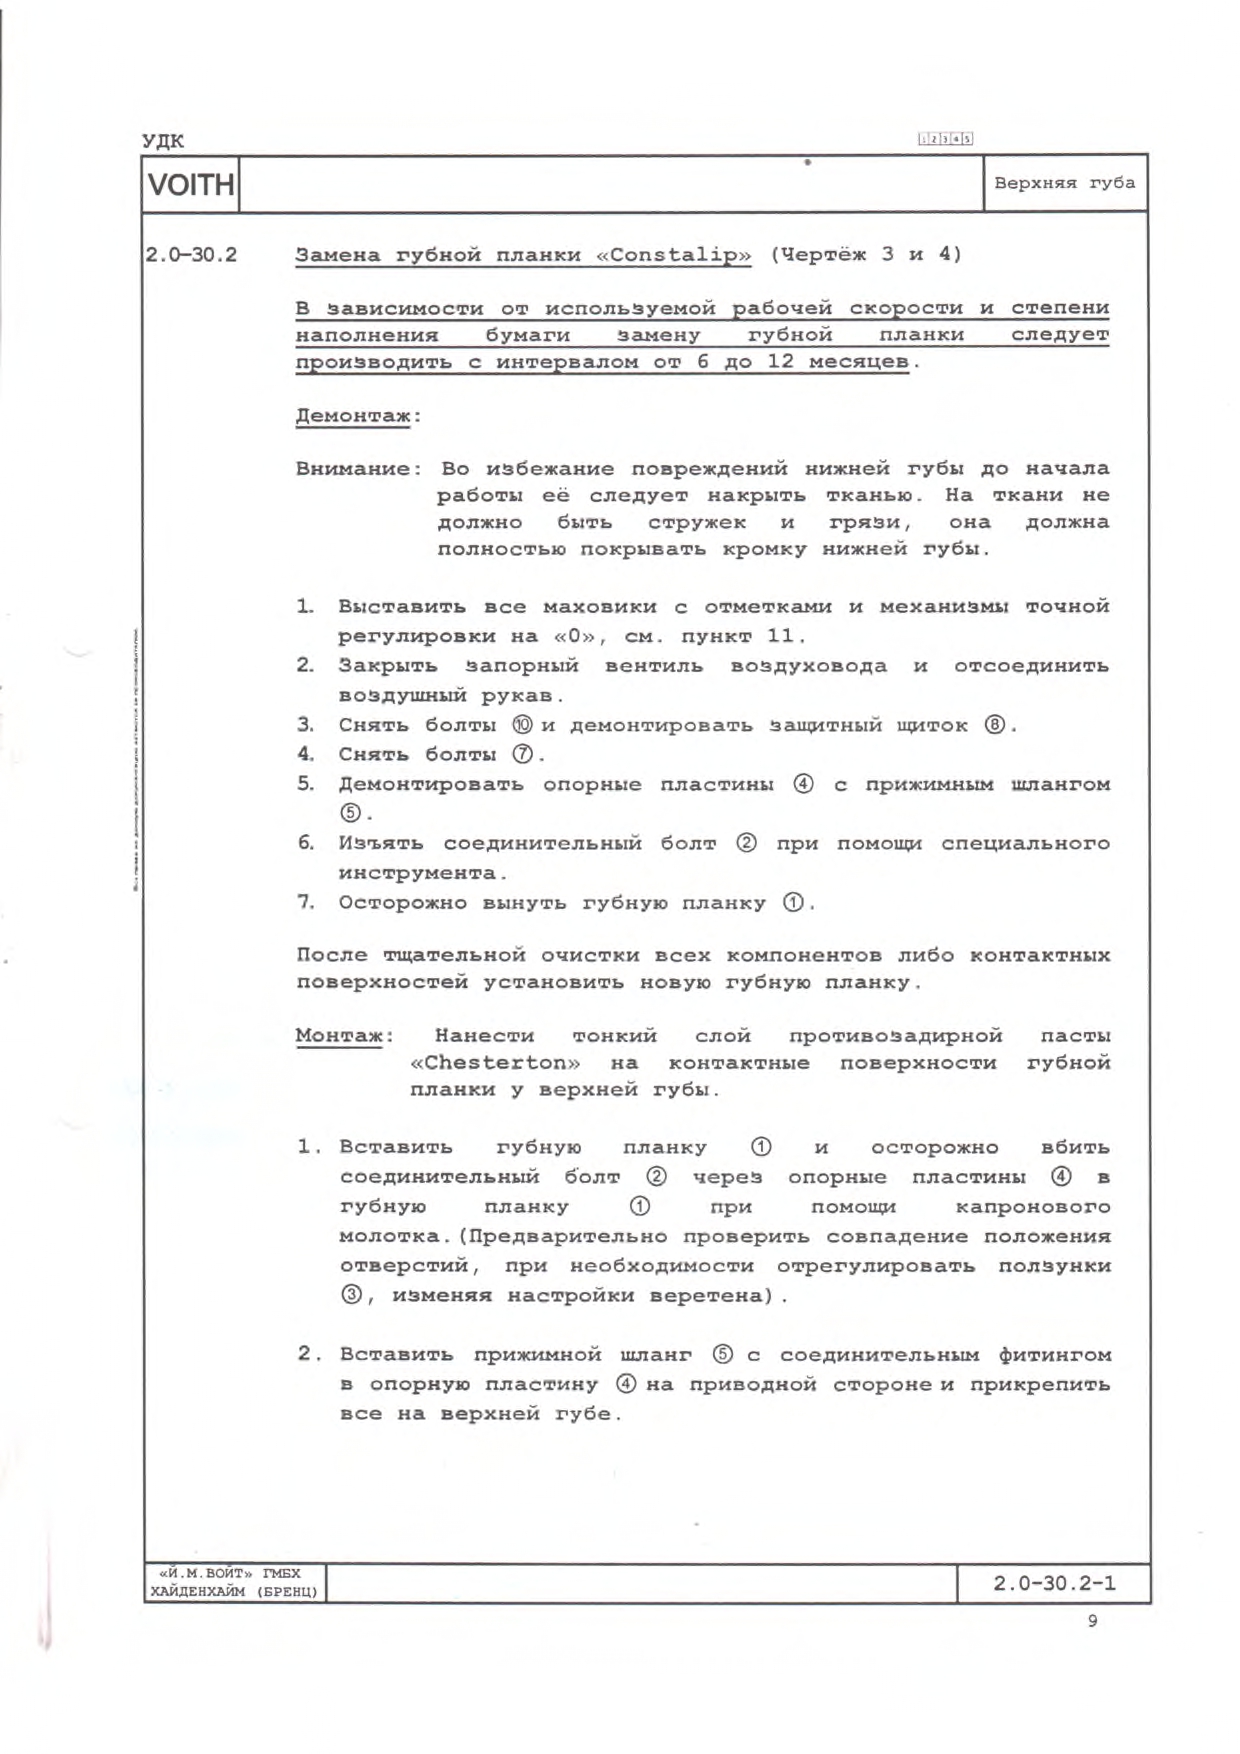 УДК
1 2 3 4 5
VOITH
Верхняя губа
2.0-30.2 Замена губной планки «Constalip» (Чертёж 3 и 4)
В зависимости от используемой рабочей скорости и степени
наполнения бумаги замену губной планки следует
производить с интервалом от 6 до 12 месяцев.
Демонтаж:
Внимание: Во избежание повреждений нижней губы до начала
работы её следует накрыть тканью. На ткани не
должно быть стружек и грязи, она должна
полностью покрывать кромку нижней губы.
1. Выставить все маховики с отметками и механизмы точной
регулировки на «0», см. пункт 11.
2. Закрыть запорный вентиль воздуховода и отсоединить
воздушный рукав.
3. Снять болты ⑩ и демонтировать защитный щиток ⑧.
4. Снять болты ⑦.
5. Демонтировать опорные пластины ④ с прижимным шлангом
⑤.
6. Изъять соединительный болт ② при помощи специального
инструмента.
7. Осторожно вынуть губную планку ①.
После тщательной очистки всех компонентов либо контактных
поверхностей установить новую губную планку.
Монтаж: Нанести тонкий слой противозадирной пасты
«Chesterton» на контактные поверхности губной
планки у верхней губы.
1. Вставить губную планку ① и осторожно вбить
соединительный болт ② через опорные пластины ④ в
губную планку ① при помощи капронового
молотка.(Предварительно проверить совпадение положения
отверстий, при необходимости отрегулировать ползунки
③, изменяя настройки веретена).
2. Вставить прижимной шланг ⑤ с соединительным фитингом
в опорную пластину ④ на приводной стороне и прикрепить
все на верхней губе.
«Й.М.ВОЙТ» ГМБХ
ХАЙДЕНХАЙМ (БРЕНЦ)
2.0-30.2-1
9